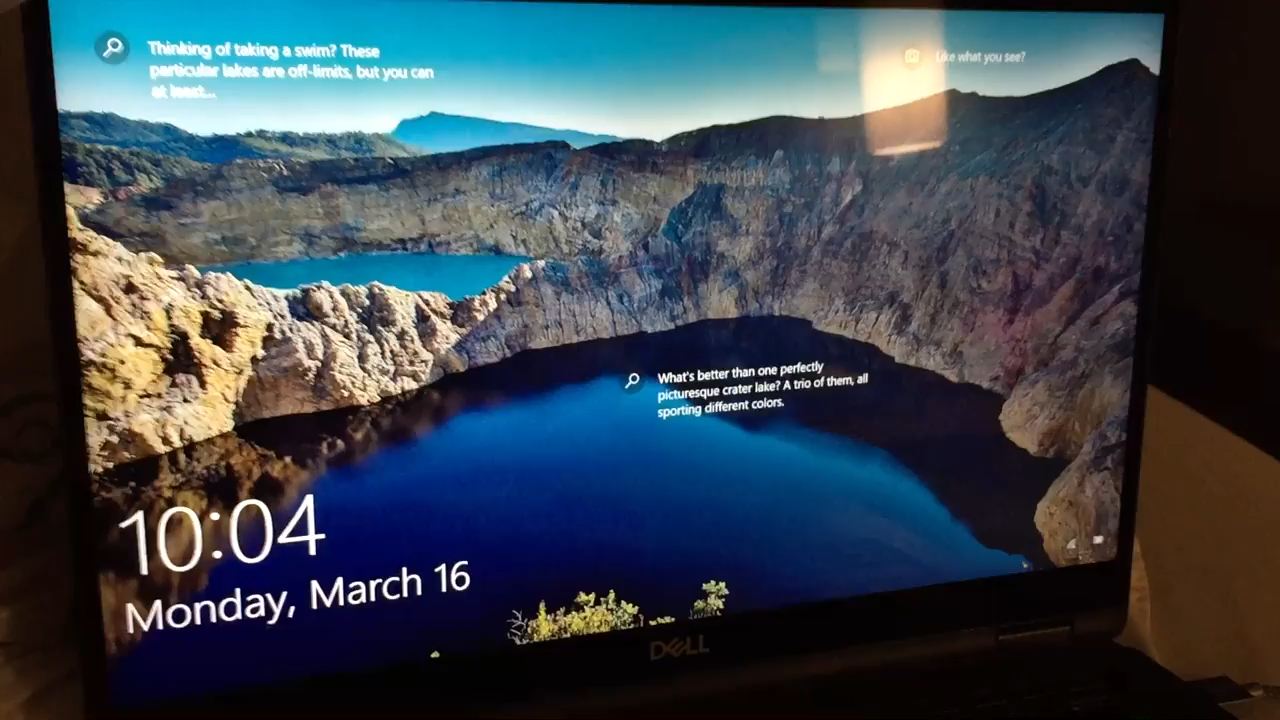 Thinking of taking a swim? These
particular lakes are off-limits, but you can
at least...
Like what you see?
What's better than one perfectly
picturesque crater lake? A trio of them, all
sporting different colors.
10:04
Monday, March 16
DELL